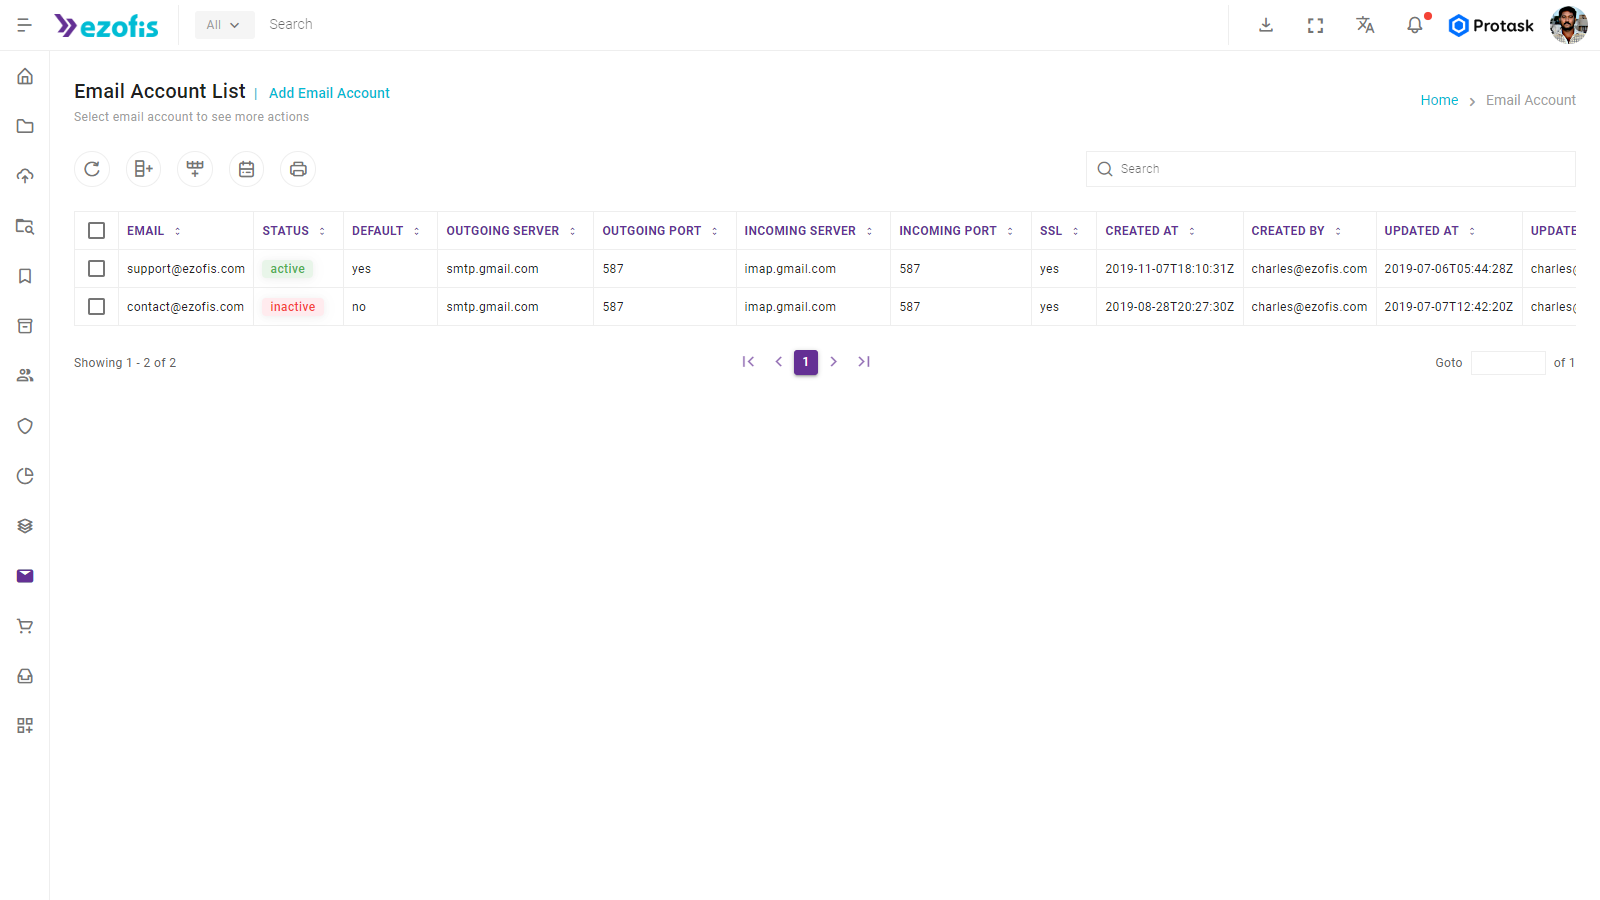 ezofis
All
Search
Protask
Email Account List | Add Email Account
Select email account to see more actions
Home > Email Account
Search
EMAIL STATUS DEFAULT OUTGOING SERVER OUTGOING PORT INCOMING SERVER INCOMING PORT SSL CREATED AT CREATED BY UPDATED AT UPDATE
support@ezofis.com active yes smtp.gmail.com 587 imap.gmail.com 587 yes 2019-11-07T18:10:31Z charles@ezofis.com 2019-07-06T05:44:28Z charles@
contact@ezofis.com inactive no smtp.gmail.com 587 imap.gmail.com 587 yes 2019-08-28T20:27:30Z charles@ezofis.com 2019-07-07T12:42:20Z charles@
Showing 1 - 2 of 2
1
Goto of 1